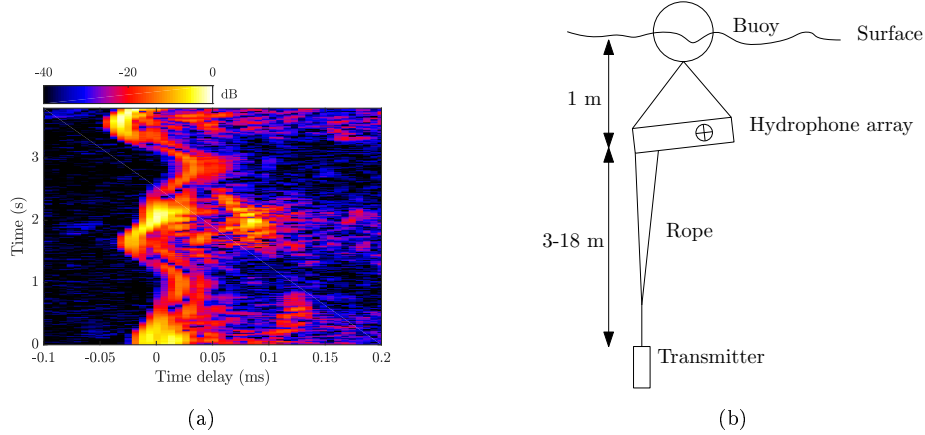 -40 -20 0
dB
3
2
1
0
Time (s)
-0.1 -0.05 0 0.05 0.1 0.15 0.2
Time delay (ms)
(a)
Buoy
Surface
1 m
Hydrophone array
3-18 m
Rope
Transmitter
(b)